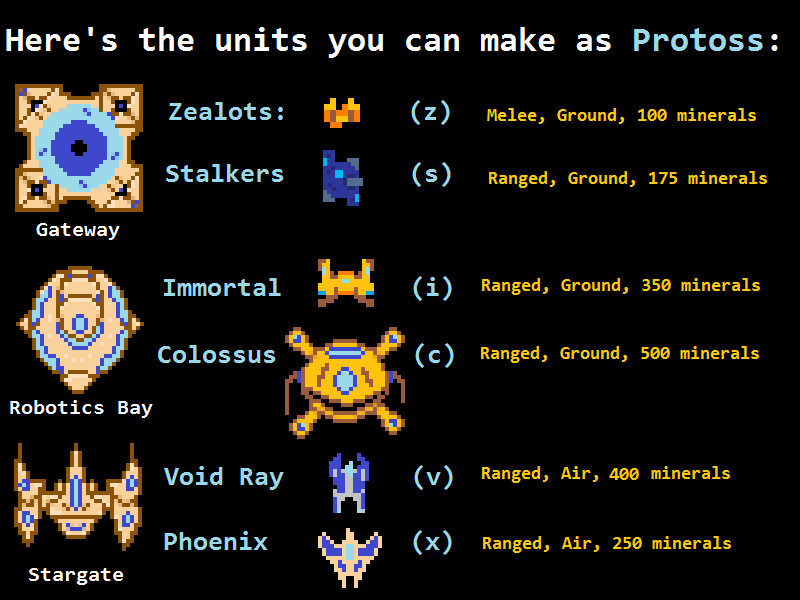 Here's the units you can make as Protoss:
Zealots: (z) Melee, Ground, 100 minerals
Stalkers (s) Ranged, Ground, 175 minerals
Gateway
Immortal (i) Ranged, Ground, 350 minerals
Colossus (c) Ranged, Ground, 500 minerals
Robotics Bay
Void Ray (v) Ranged, Air, 400 minerals
Phoenix (x) Ranged, Air, 250 minerals
Stargate